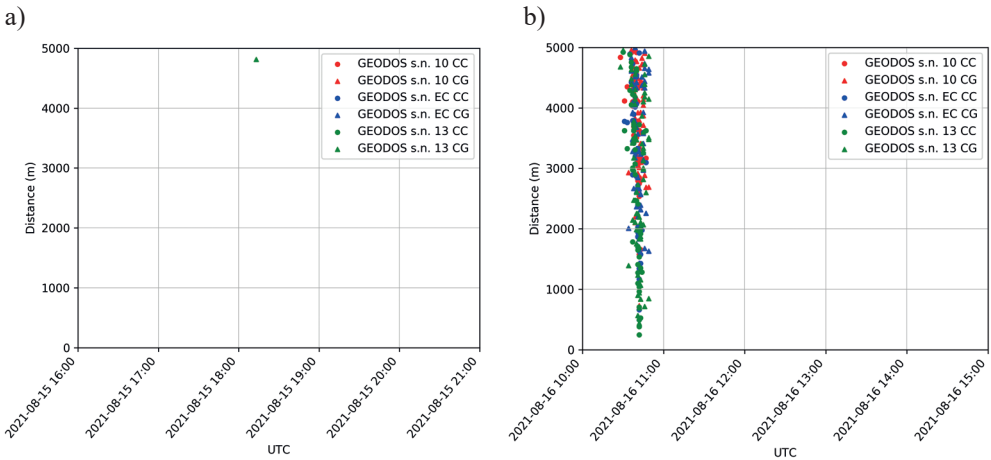 a)
5000
4000
3000
2000
1000
0
Distance (m)
GEODOS s.n. 10 CC
GEODOS s.n. 10 CG
GEODOS s.n. EC CC
GEODOS s.n. EC CG
GEODOS s.n. 13 CC
GEODOS s.n. 13 CG
2021-08-15 16:00
2021-08-15 17:00
2021-08-15 18:00
2021-08-15 19:00
2021-08-15 20:00
2021-08-15 21:00
UTC
b)
5000
4000
3000
2000
1000
0
Distance (m)
GEODOS s.n. 10 CC
GEODOS s.n. 10 CG
GEODOS s.n. EC CC
GEODOS s.n. EC CG
GEODOS s.n. 13 CC
GEODOS s.n. 13 CG
2021-08-16 10:00
2021-08-16 11:00
2021-08-16 12:00
2021-08-16 13:00
2021-08-16 14:00
2021-08-16 15:00
UTC